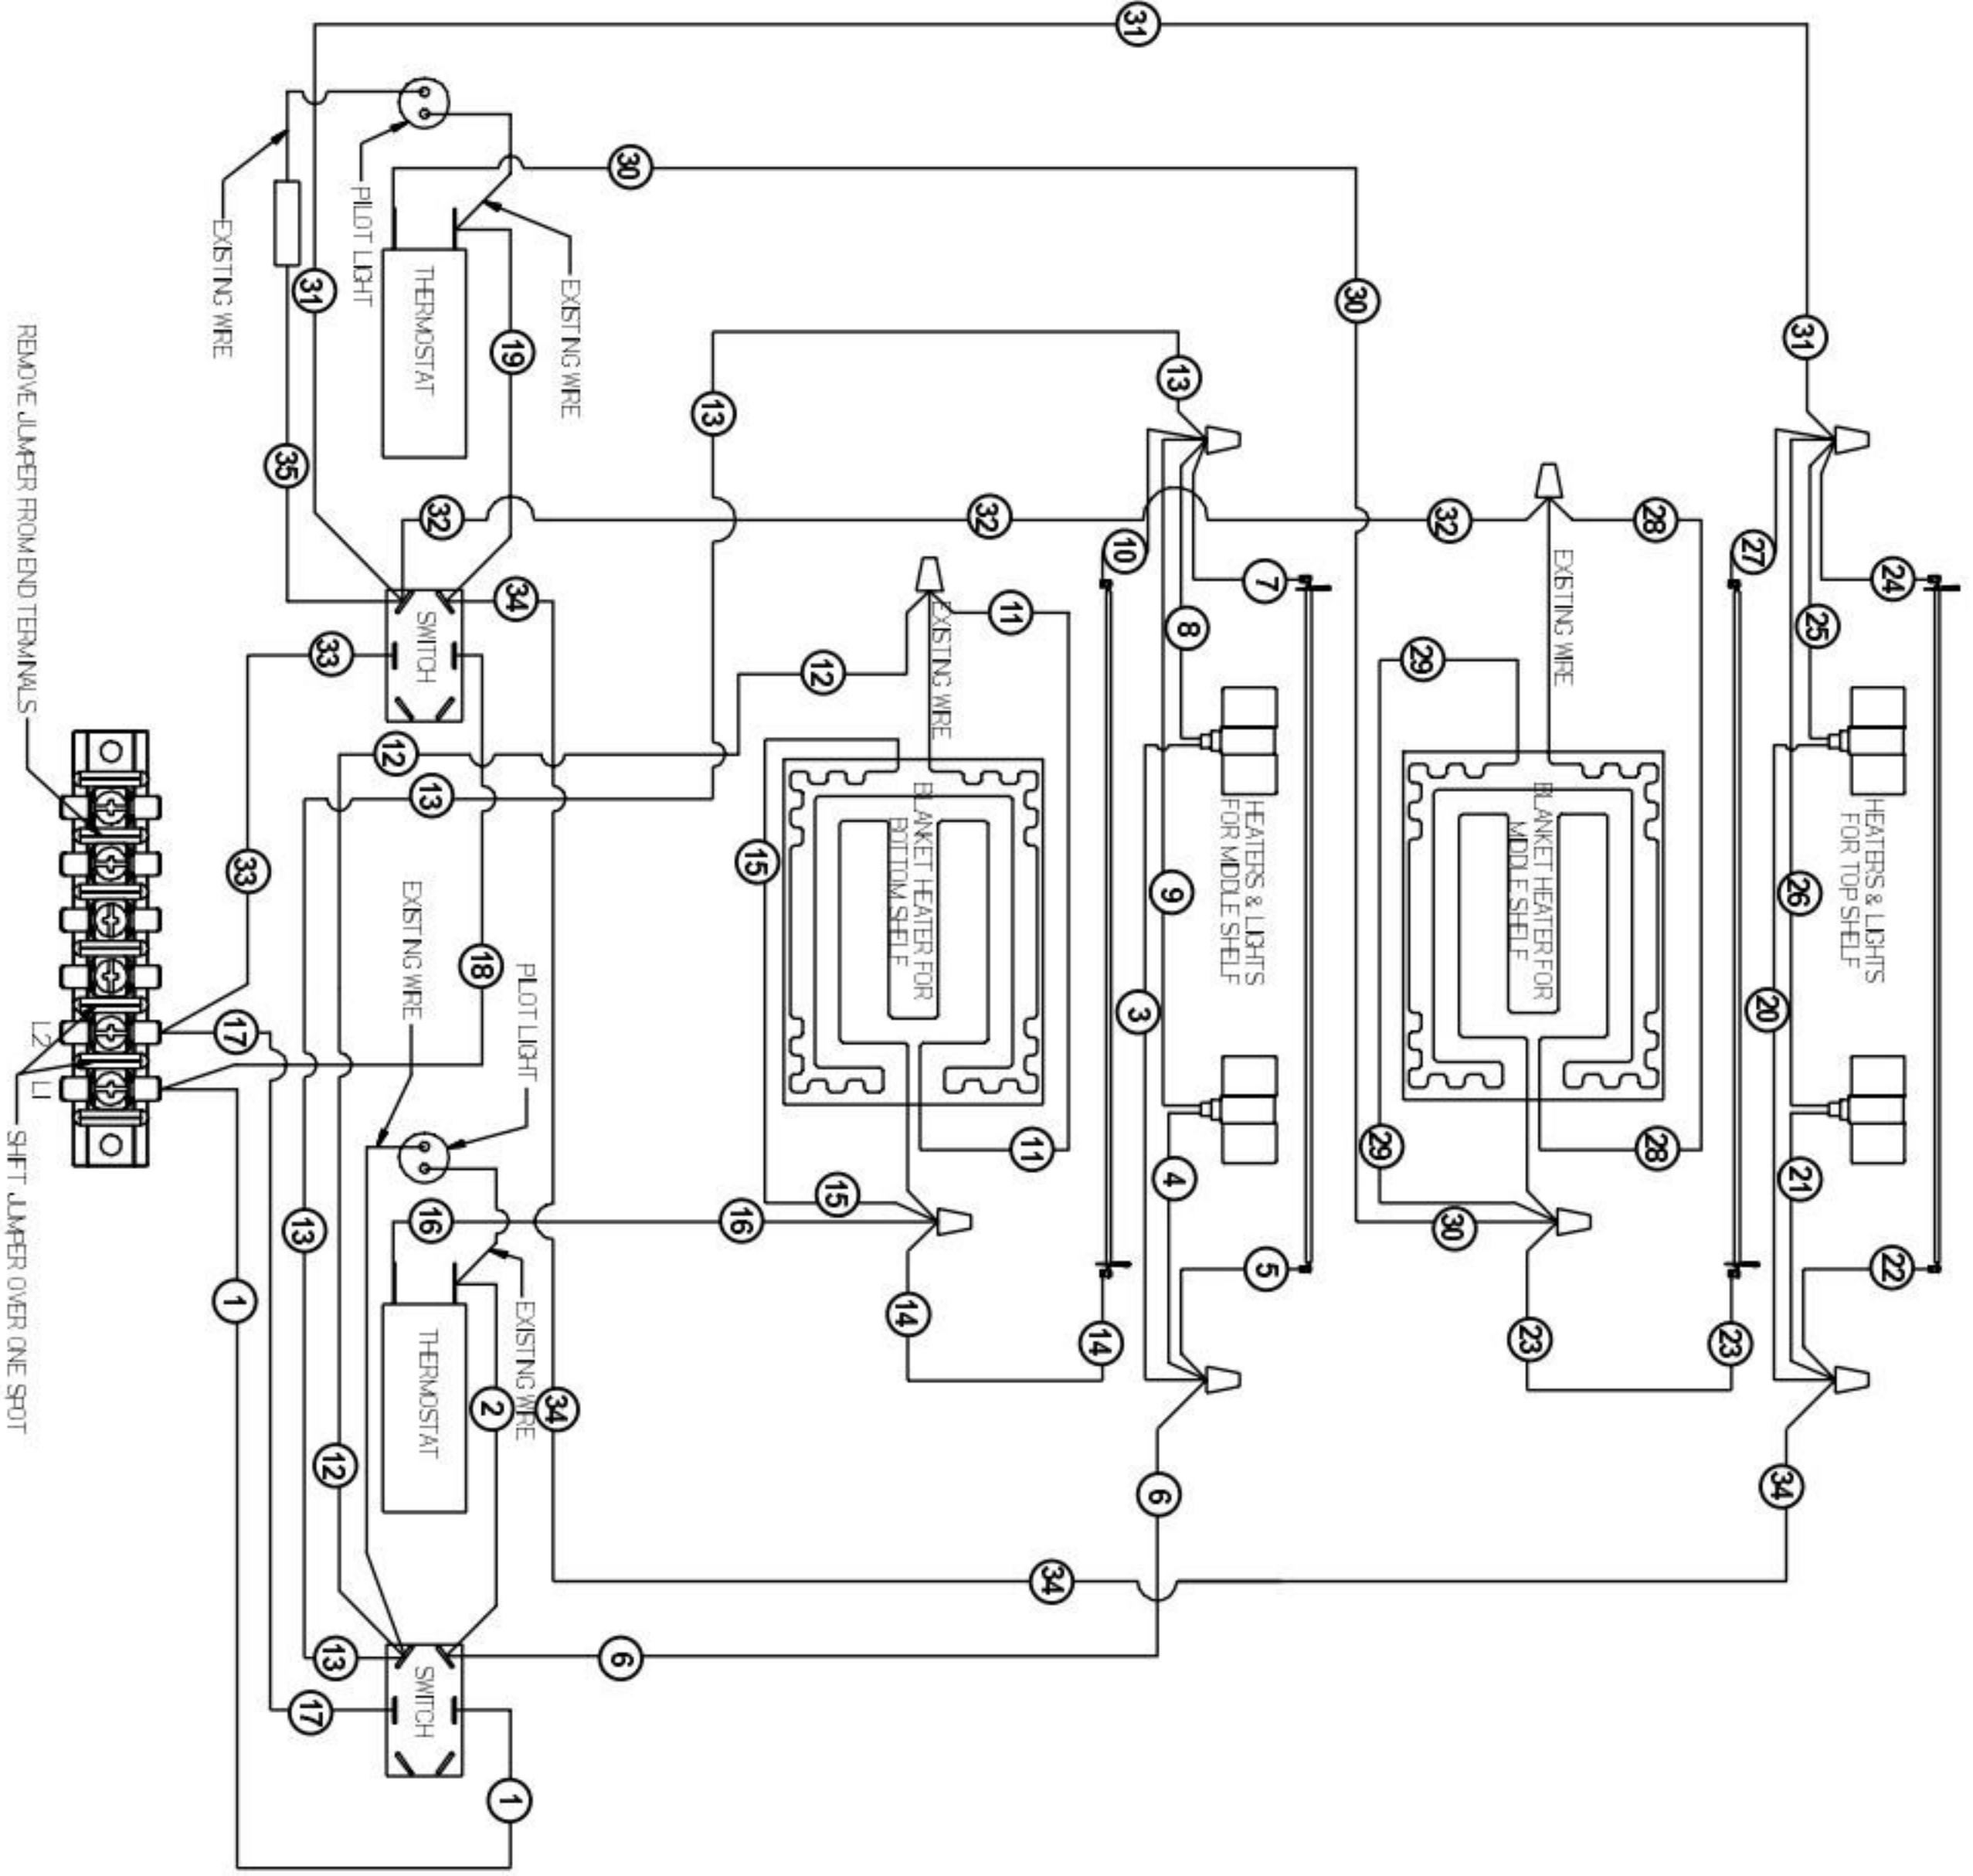 31
31
31
31
PILOT LIGHT
EXISTING WIRE
EXISTING WIRE
30
30
30
THERMOSTAT
19
35
32
32
32
34
SWITCH
33
33
REMOVE JUMPER FROM END TERMINALS
13
13
13
13
13
12
12
12
10
7
8
9
3
4
5
6
6
HEATERS & LIGHTS
FOR MIDDLE SHELF
EXISTING WIRE
11
11
BLANKET HEATER FOR
BOTTOM SHELF
15
15
14
14
16
16
EXISTING WIRE
28
28
29
29
BLANKET HEATER FOR
MIDDLE SHELF
23
23
27
24
25
26
20
21
22
HEATERS & LIGHTS
FOR TOP SHELF
34
34
34
18
17
17
L2
L1
EXISTING WIRE
PILOT LIGHT
EXISTING WIRE
THERMOSTAT
2
1
1
SWITCH
SHIFT JUMPER OVER ONE SPOT